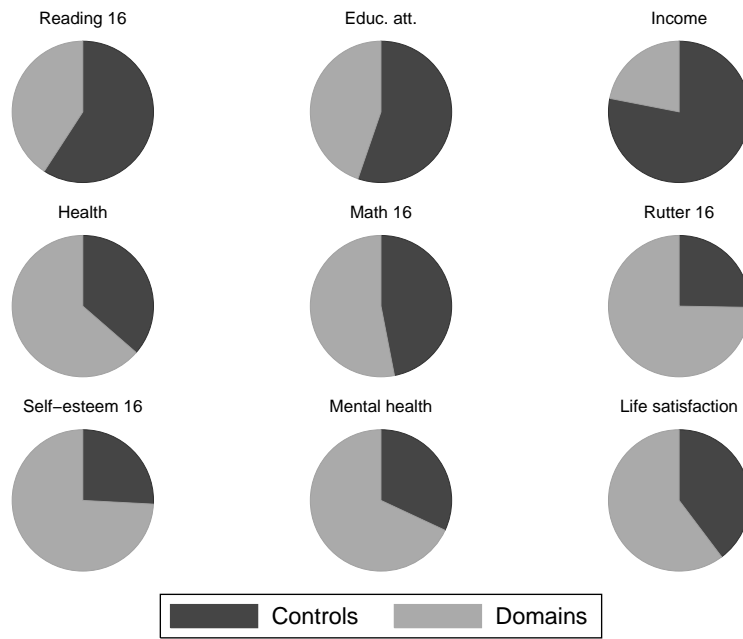 Reading 16 Educ. att. Income
Health Math 16 Rutter 16
Self−esteem 16 Mental health Life satisfaction
Controls Domains